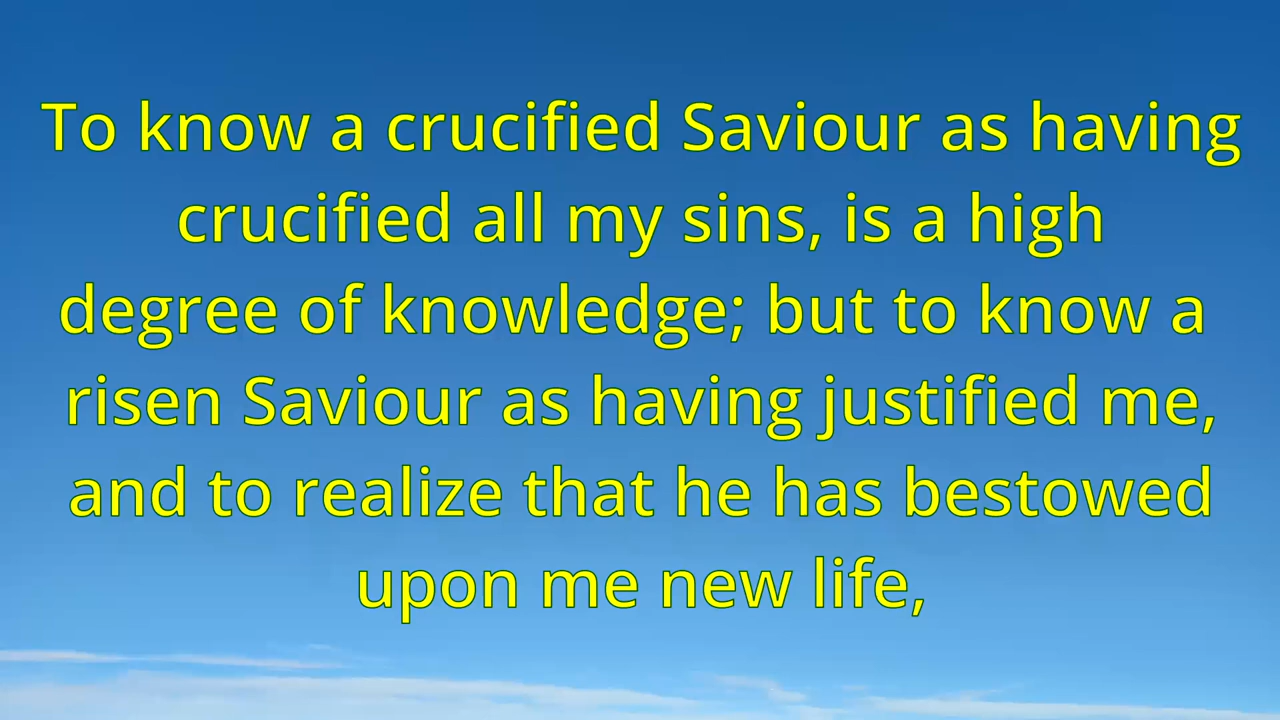 To know a crucified Saviour as having
crucified all my sins, is a high
degree of knowledge; but to know a
risen Saviour as having justified me,
and to realize that he has bestowed
upon me new life,